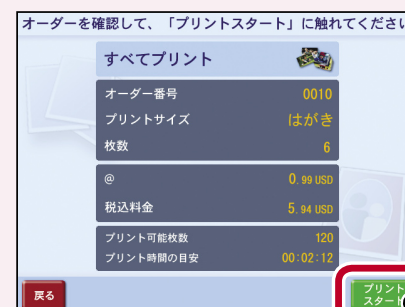 オーダーを確認して、「プリントスタート」に触れてください
すべてプリント
オーダー番号 0010
プリントサイズ はがき
枚数 6
@ 0.99 USD
税込料金 5.94 USD
プリント可能枚数 120
プリント時間の目安 00:02:12
戻る
プリント
スタート